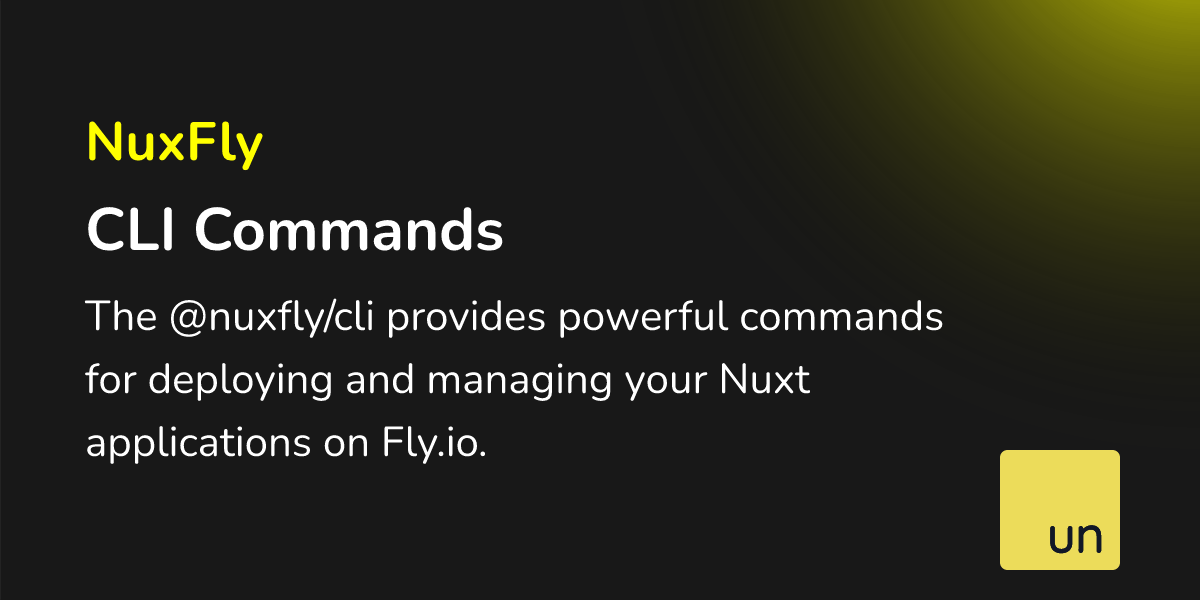 NuxFly
CLI Commands
The @nuxfly/cli provides powerful commands
for deploying and managing your Nuxt
applications on Fly.io.
un